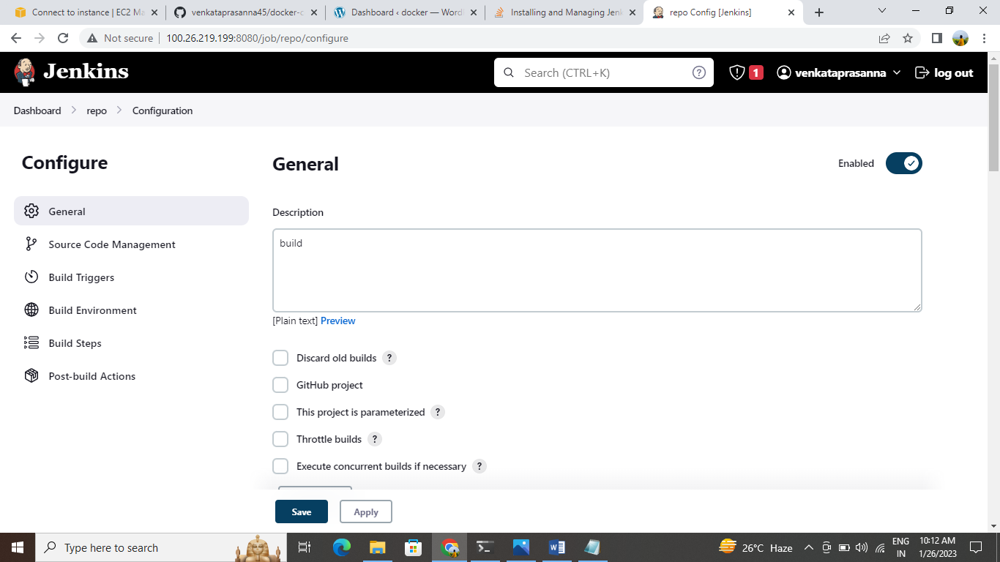 Connect to instance | EC2 Ma
venkataprasanna45/docker-c
Dashboard ‹ docker — Word
Installing and Managing Jenk
repo Config [Jenkins]
Not secure
100.26.219.199:8080/job/repo/configure
Jenkins
Search (CTRL+K)
?
1
venkataprasanna
log out
Dashboard
repo
Configuration
Configure
General
Source Code Management
Build Triggers
Build Environment
Build Steps
Post-build Actions
General
Enabled
Description
build
[Plain text] Preview
Discard old builds ?
GitHub project
This project is parameterized ?
Throttle builds ?
Execute concurrent builds if necessary ?
Save
Apply
Type here to search
26°C Haze
ENG
IN
10:12 AM
1/26/2023